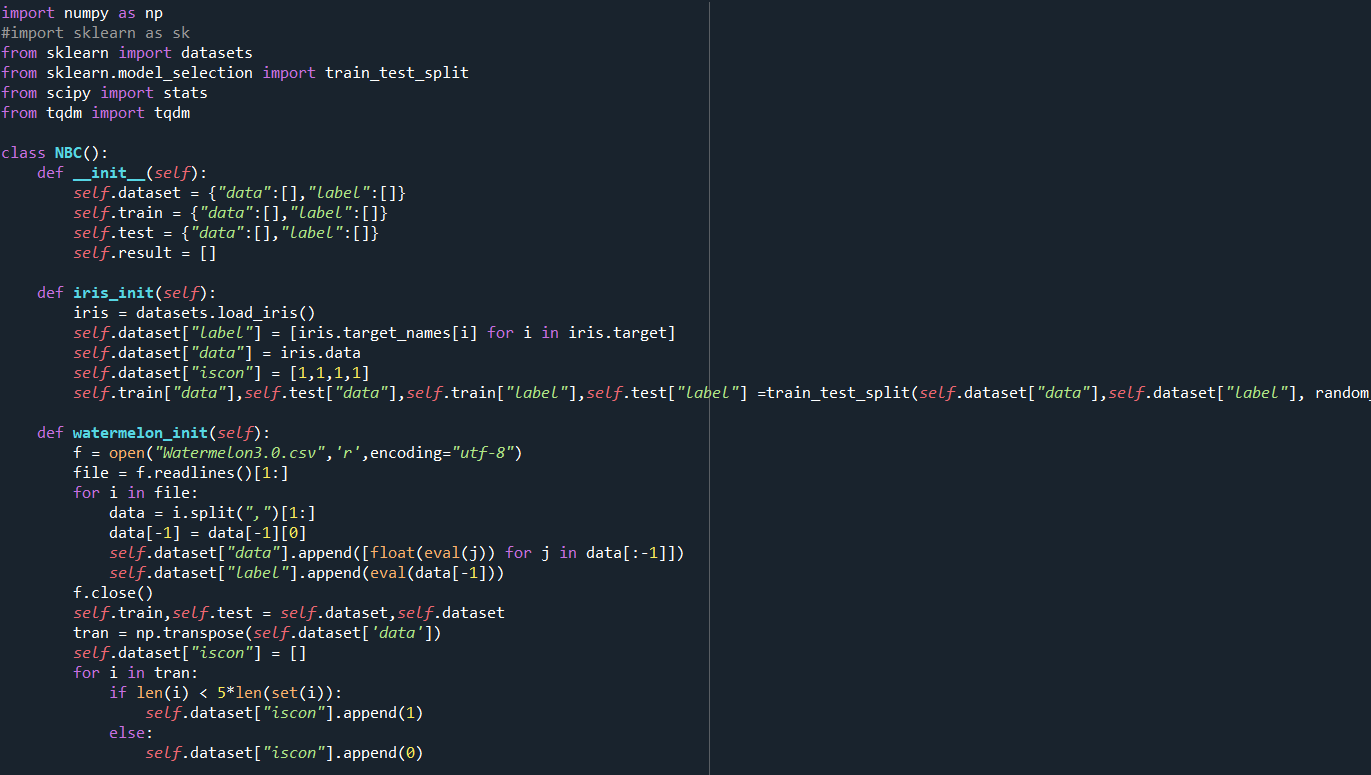 import numpy as np
#import sklearn as sk
from sklearn import datasets
from sklearn.model_selection import train_test_split
from scipy import stats
from tqdm import tqdm

class NBC():
    def __init__(self):
        self.dataset = {"data":[],"label":[]}
        self.train = {"data":[],"label":[]}
        self.test = {"data":[],"label":[]}
        self.result = []

    def iris_init(self):
        iris = datasets.load_iris()
        self.dataset["label"] = [iris.target_names[i] for i in iris.target]
        self.dataset["data"] = iris.data
        self.dataset["iscon"] = [1,1,1,1]
        self.train["data"],self.test["data"],self.train["label"],self.test["label"] =train_test_split(self.dataset["data"],self.dataset["label"], random_

    def watermelon_init(self):
        f = open("Watermelon3.0.csv",'r',encoding="utf-8")
        file = f.readlines()[1:]
        for i in file:
            data = i.split(",")[1:]
            data[-1] = data[-1][0]
            self.dataset["data"].append([float(eval(j)) for j in data[:-1]])
            self.dataset["label"].append(eval(data[-1]))
        f.close()
        self.train,self.test = self.dataset,self.dataset
        tran = np.transpose(self.dataset['data'])
        self.dataset["iscon"] = []
        for i in tran:
            if len(i) < 5*len(set(i)):
                self.dataset["iscon"].append(1)
            else:
                self.dataset["iscon"].append(0)